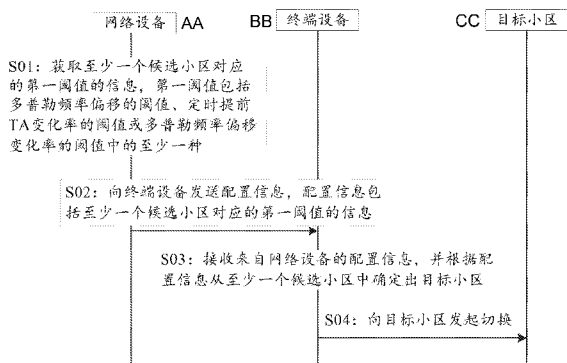 网络设备 AA BB 终端设备 CC 目标小区
S01：获取至少一个候选小区对应
的第一阈值的信息，第一阈值包括
多普勒频率偏移的阈值、定时提前
TA变化率的阈值或多普勒频率偏移
变化率的阈值中的至少一种
S02：向终端设备发送配置信息，配置信息包
括至少一个候选小区对应的第一阈值的信息
S03：接收来自网络设备的配置信息，并根据配
置信息从至少一个候选小区中确定出目标小区
S04：向目标小区发起切换